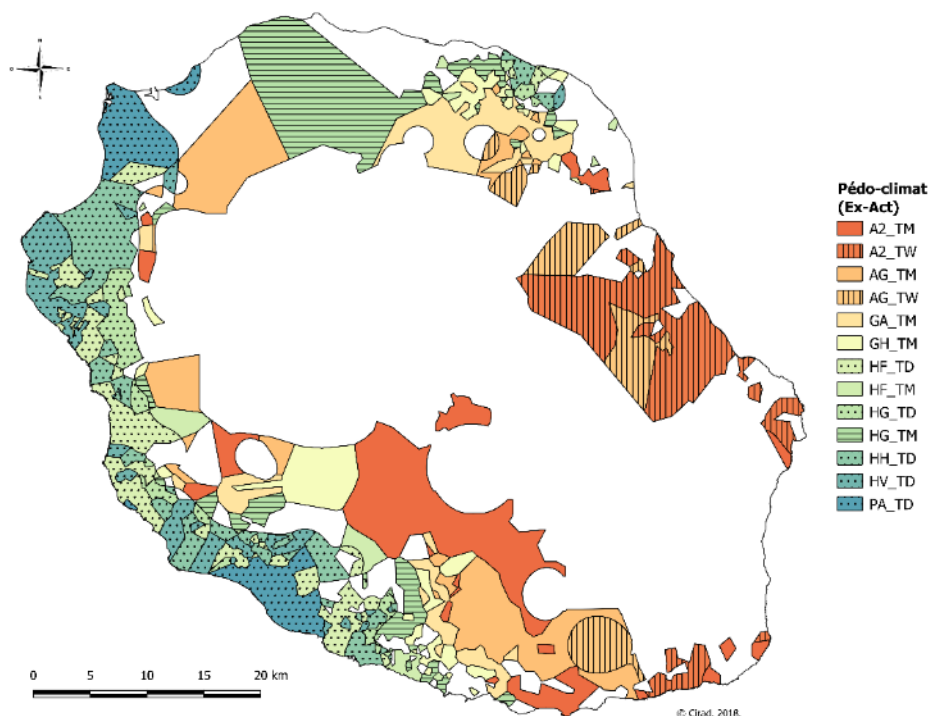 Pédo-climat
(Ex-Act)
A2_TM
A2_TW
AG_TM
AG_TW
GA_TM
GH_TM
HF_TD
HF_TM
HG_TD
HG_TM
HH_TD
HV_TD
PA_TD
0 5 10 15 20 km
© Cirad, 2018.